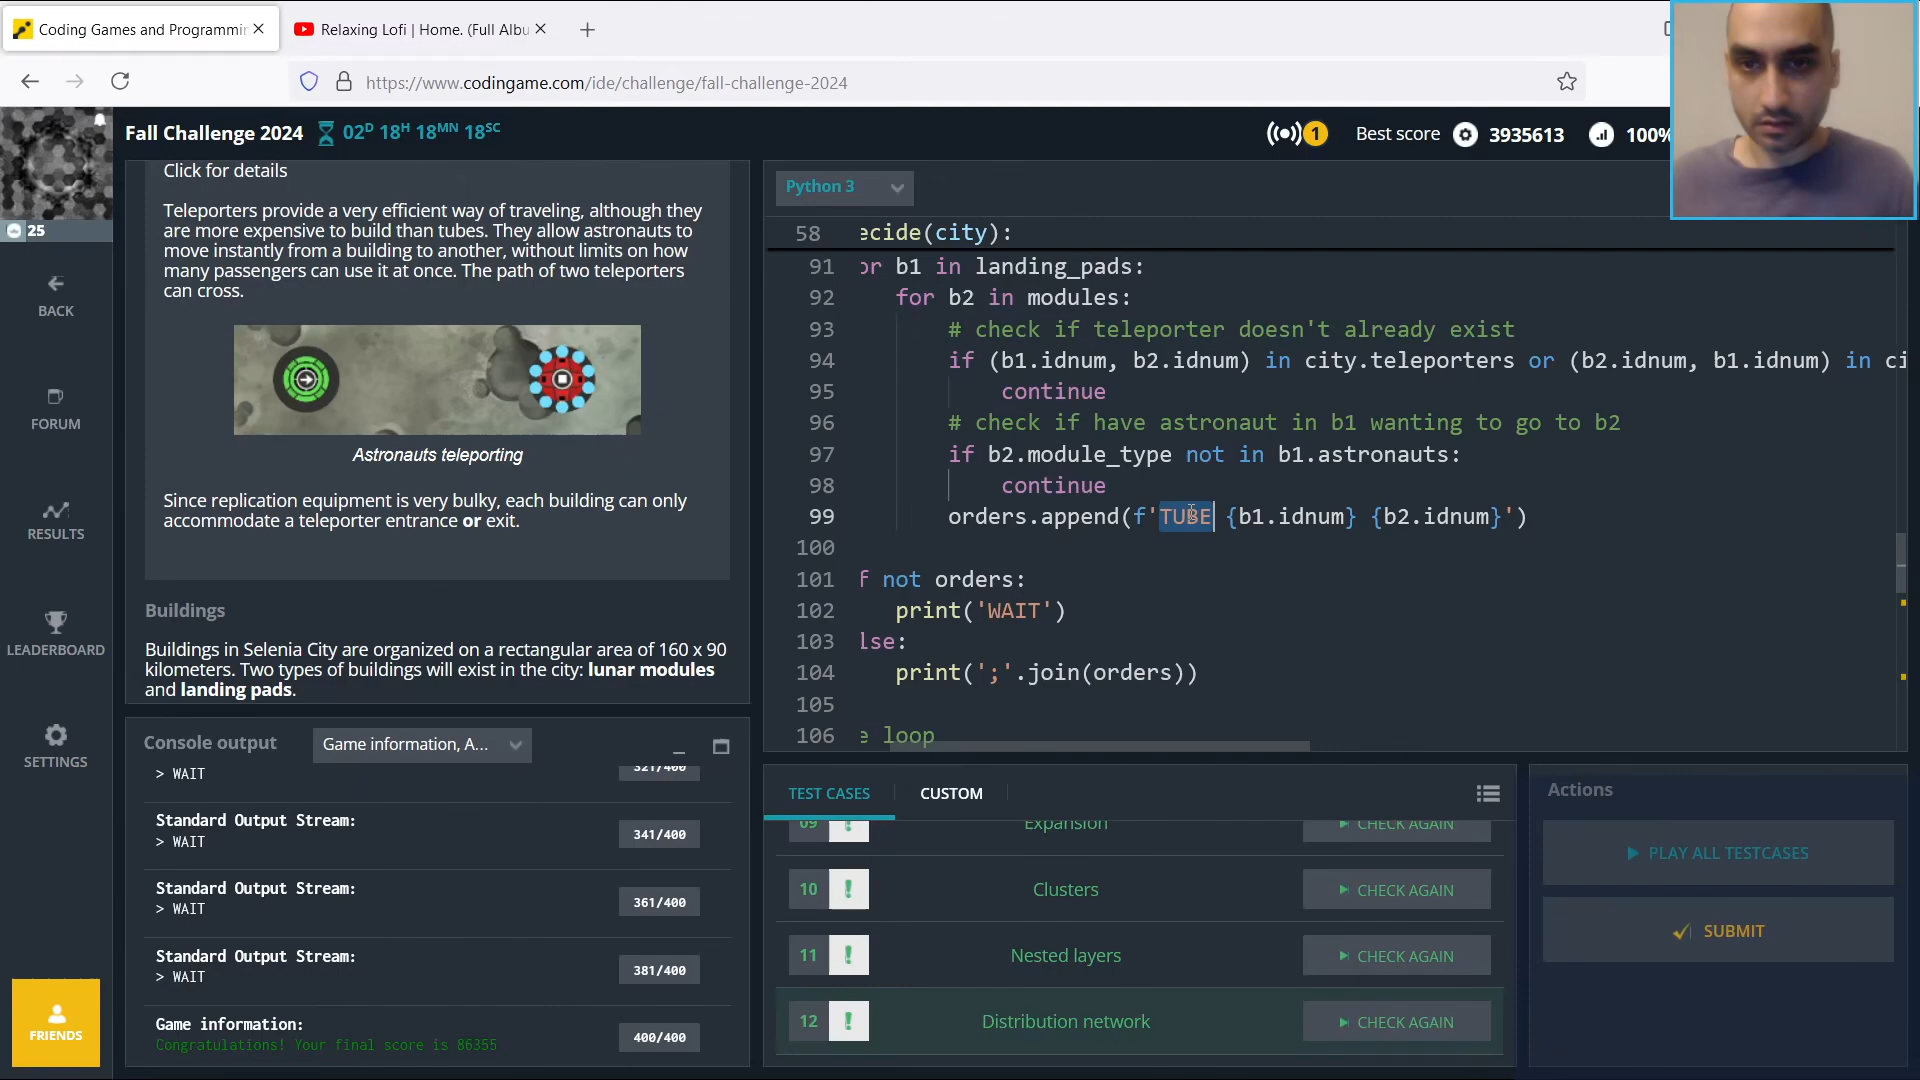 Coding Games and Programmin
Relaxing Lofi | Home. (Full Albu
https://www.codingame.com/ide/challenge/fall-challenge-2024
Fall Challenge 2024
02D 18H 18MN 18SC
1
Best score
3935613
100%
25
BACK
FORUM
RESULTS
LEADERBOARD
SETTINGS
FRIENDS
Click for details
Teleporters provide a very efficient way of traveling, although they
are more expensive to build than tubes. They allow astronauts to
move instantly from a building to another, without limits on how
many passengers can use it at once. The path of two teleporters
can cross.
Astronauts teleporting
Since replication equipment is very bulky, each building can only
accommodate a teleporter entrance or exit.
Buildings
Buildings in Selenia City are organized on a rectangular area of 160 x 90
kilometers. Two types of buildings will exist in the city: lunar modules
and landing pads.
Console output
Game information, A...
> WAIT
321/400
Standard Output Stream:
> WAIT
341/400
Standard Output Stream:
> WAIT
361/400
Standard Output Stream:
> WAIT
381/400
Game information:
Congratulations! Your final score is 86355
400/400
Python 3
58 ecide(city):
91 or b1 in landing_pads:
92 for b2 in modules:
93 # check if teleporter doesn't already exist
94 if (b1.idnum, b2.idnum) in city.teleporters or (b2.idnum, b1.idnum) in ci
95 continue
96 # check if have astronaut in b1 wanting to go to b2
97 if b2.module_type not in b1.astronauts:
98 continue
99 orders.append(f'TUBE {b1.idnum} {b2.idnum}')
100
101 f not orders:
102 print('WAIT')
103 lse:
104 print(';'.join(orders))
105
106 e loop
TEST CASES
CUSTOM
09 Expansion CHECK AGAIN
10 Clusters CHECK AGAIN
11 Nested layers CHECK AGAIN
12 Distribution network CHECK AGAIN
Actions
PLAY ALL TESTCASES
SUBMIT